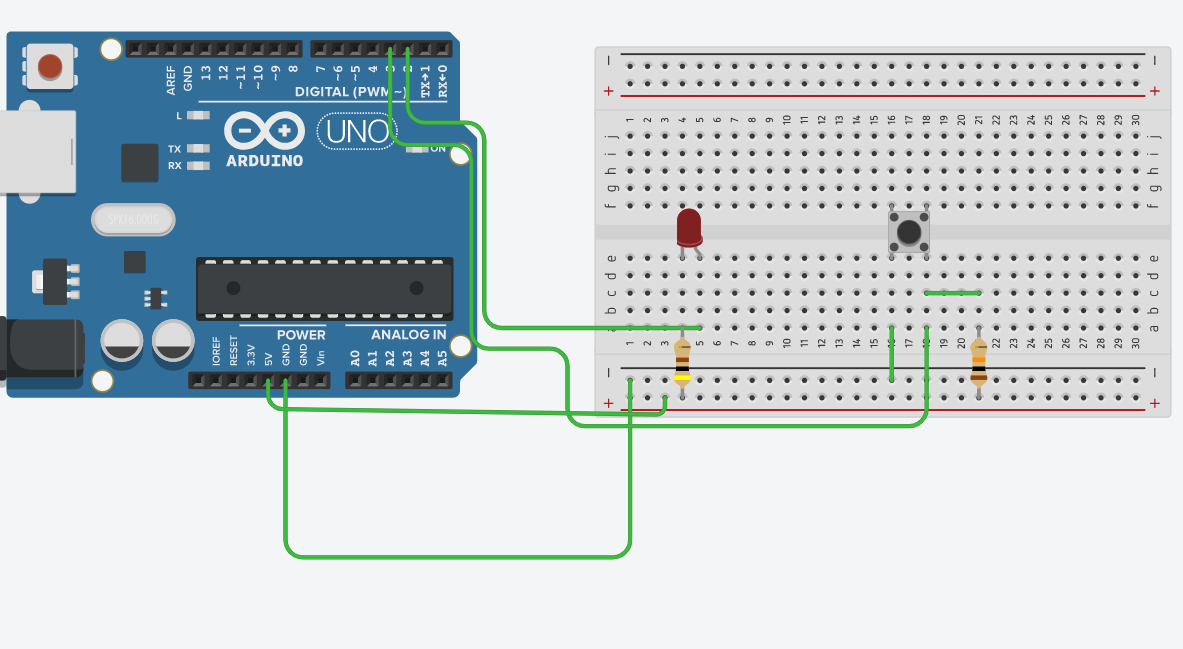 AREF
GND
13
12
~11
~10
~9
8
7
~6
~5
4
2
TX→1
RX←0
DIGITAL (PWM ~)
L
TX
RX
ARDUINO
UNO
ON
SPK16.000G
POWER
ANALOG IN
IOREF
RESET
3.3V
5V
GND
GND
Vin
A0
A1
A2
A3
A4
A5
− −
+ +
1 2 3 4 5 6 7 8 9 10 11 12 13 14 15 16 17 18 19 20 21 22 23 24 25 26 27 28 29 30
j j
i i
h h
g g
f f
e e
d d
c c
b b
a a
1 2 3 4 5 6 7 8 9 10 11 12 13 14 15 17 19 20 21 22 23 24 25 26 27 28 29 30
− −
+ +